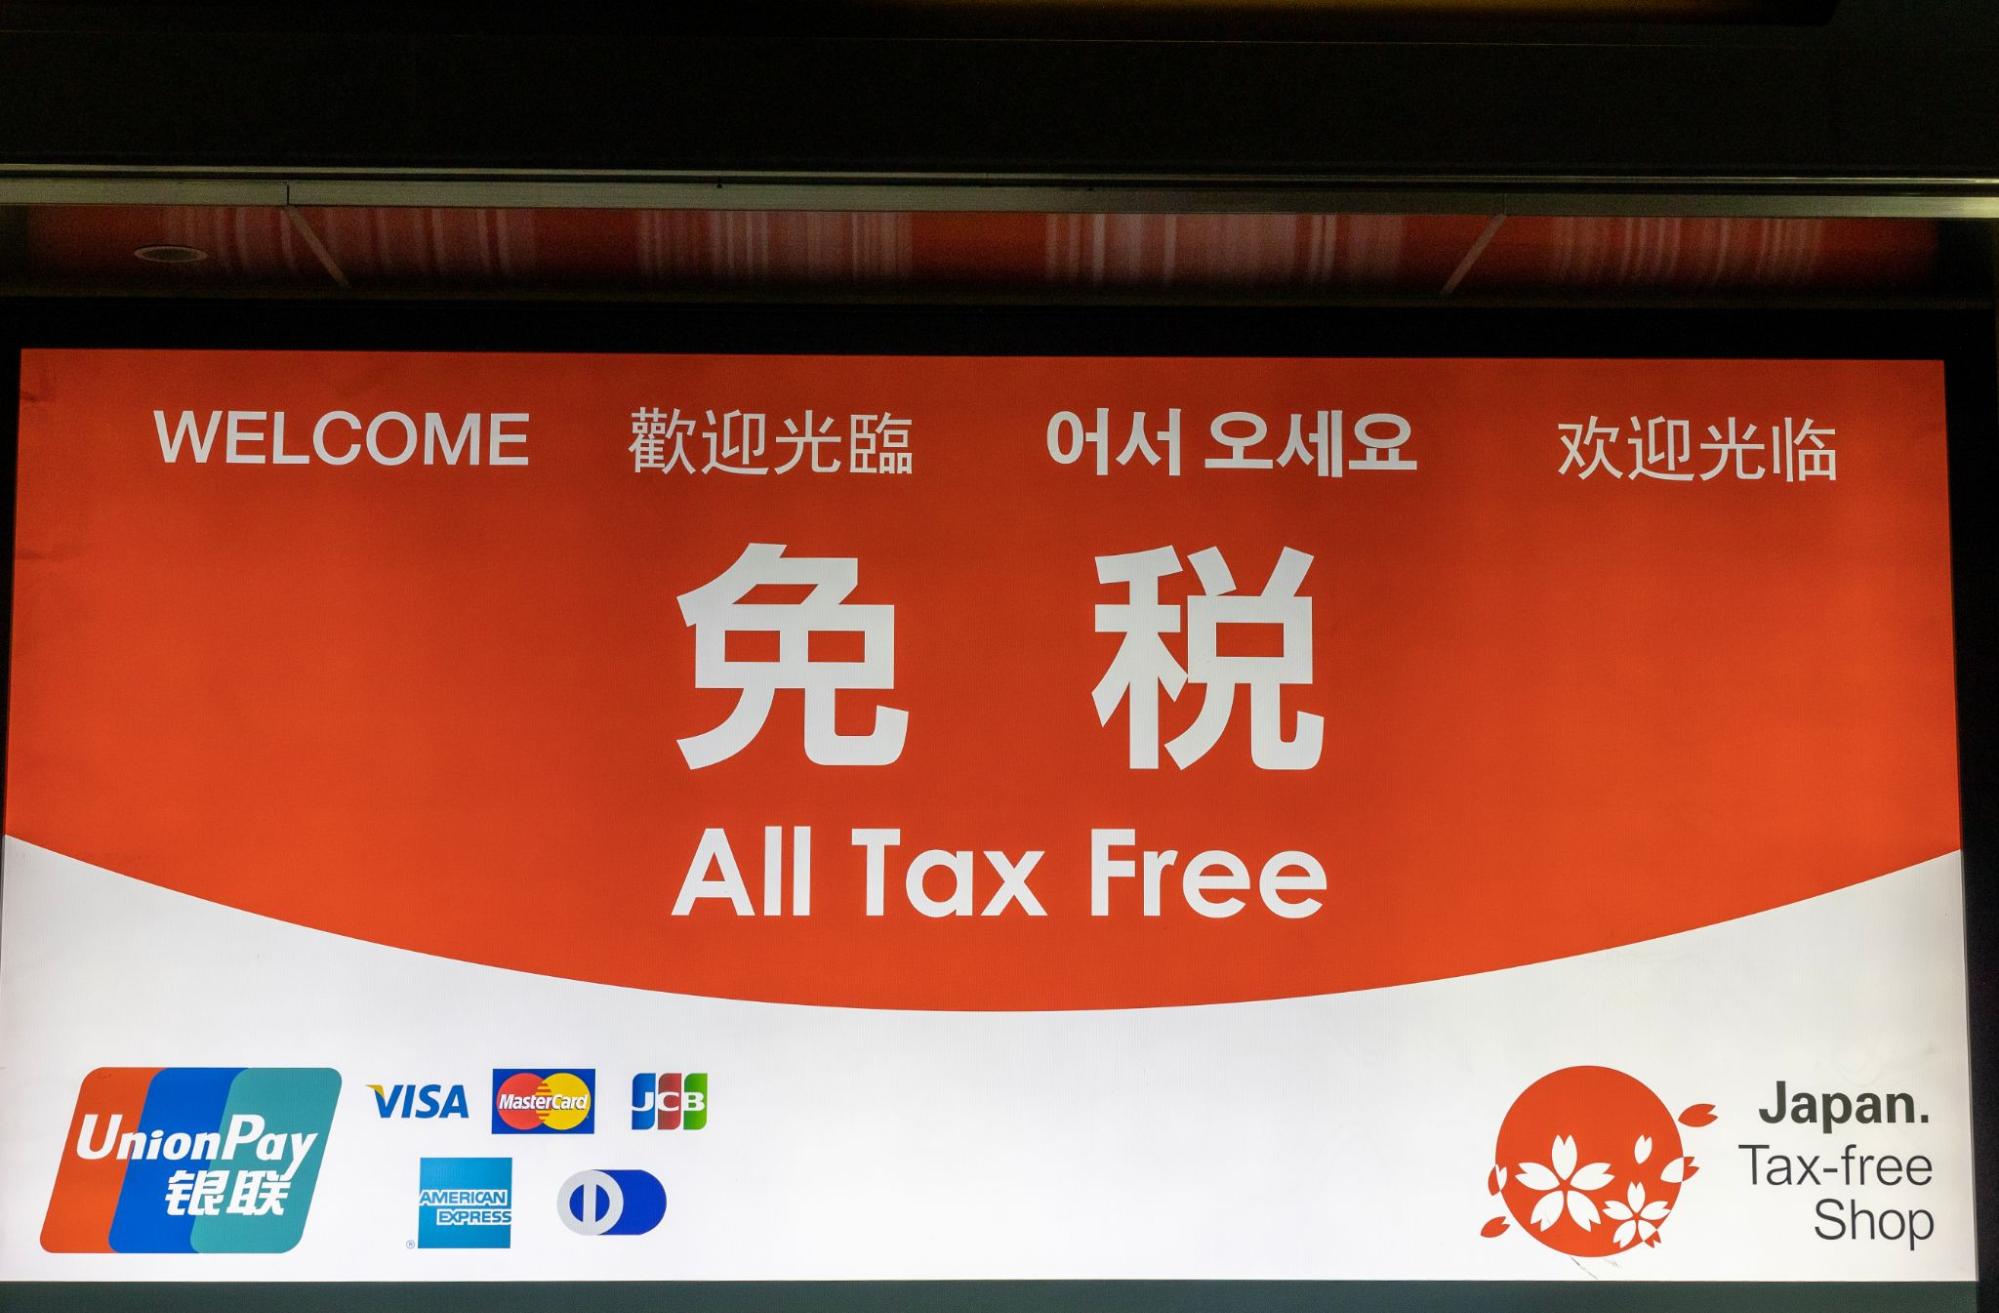 WELCOME 歡迎光臨 어서 오세요 欢迎光临
免 税
All Tax Free
UnionPay
银联
VISA MasterCard JCB
AMERICAN
EXPRESS
®
Japan.
Tax-free
Shop